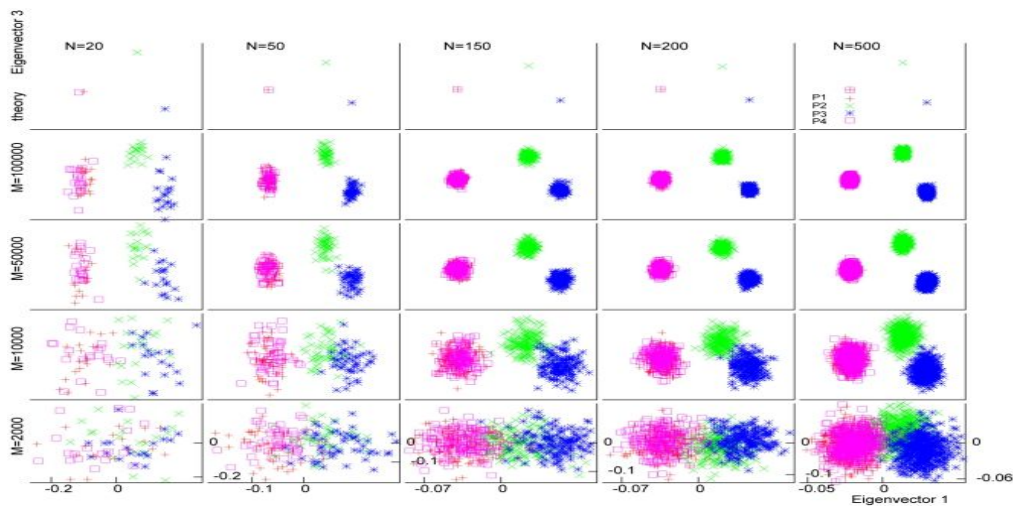 Eigenvector 3
N=20 N=50 N=150 N=200 N=500
theory
P1
P2
P3
P4
M=100000
M=50000
M=10000
M=2000
0 0 0 0 0
-0.2 -0.1 -0.1 -0.1 -0.06
-0.2 0 -0.1 0 -0.07 0 -0.07 0 -0.05 0
Eigenvector 1